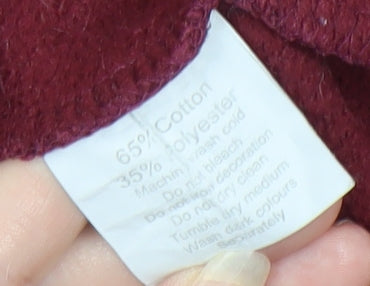 65% Cotton
35% Polyester
Machine wash cold
Do not bleach
Do not iron decoration
Do not dry clean
Tumble dry medium
Wash dark colours
Separately